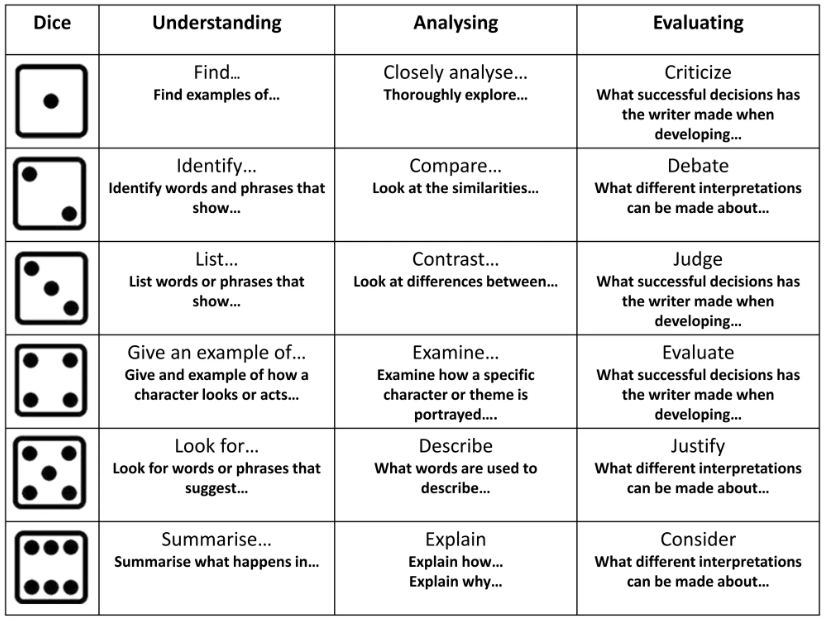 Dice
Understanding
Analysing
Evaluating
Find…
Find examples of…
Closely analyse…
Thoroughly explore…
Criticize
What successful decisions has
the writer made when
developing…
Identify…
Identify words and phrases that
show…
Compare…
Look at the similarities…
Debate
What different interpretations
can be made about…
List…
List words or phrases that
show…
Contrast…
Look at differences between…
Judge
What successful decisions has
the writer made when
developing…
Give an example of…
Give and example of how a
character looks or acts…
Examine…
Examine how a specific
character or theme is
portrayed….
Evaluate
What successful decisions has
the writer made when
developing…
Look for…
Look for words or phrases that
suggest…
Describe
What words are used to
describe…
Justify
What different interpretations
can be made about…
Summarise…
Summarise what happens in…
Explain
Explain how…
Explain why…
Consider
What different interpretations
can be made about…